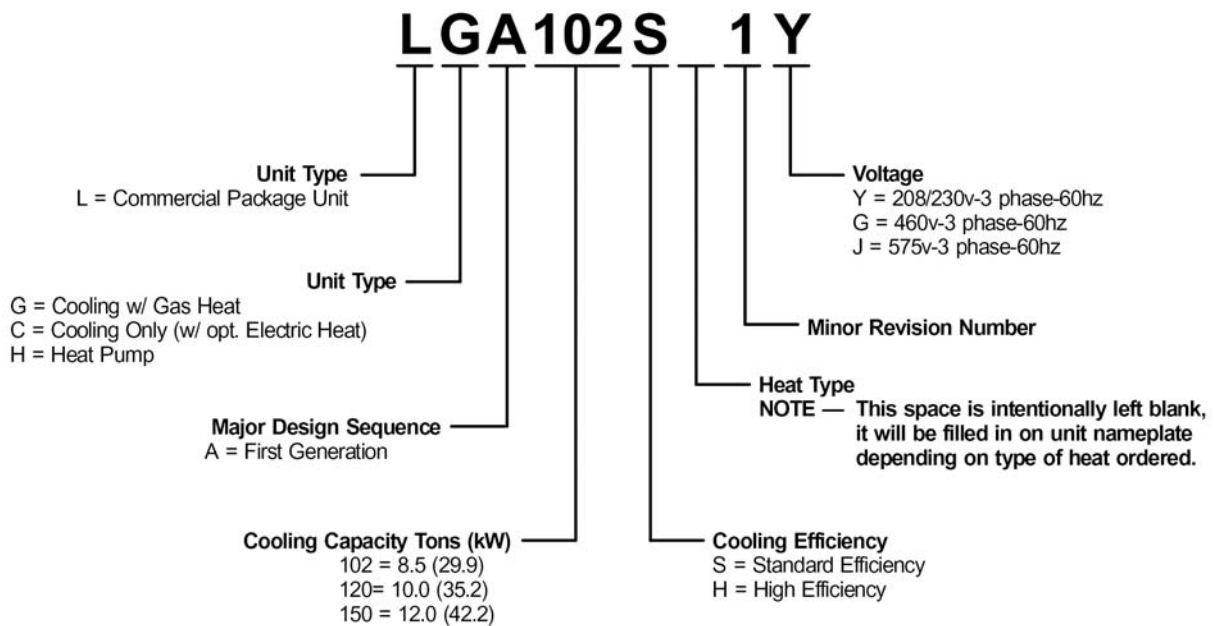 LGA102S 1 Y
Unit Type
L = Commercial Package Unit
Unit Type
G = Cooling w/ Gas Heat
C = Cooling Only (w/ opt. Electric Heat)
H = Heat Pump
Major Design Sequence
A = First Generation
Cooling Capacity Tons (kW)
102 = 8.5 (29.9)
120= 10.0 (35.2)
150 = 12.0 (42.2)
Voltage
Y = 208/230v-3 phase-60hz
G = 460v-3 phase-60hz
J = 575v-3 phase-60hz
Minor Revision Number
Heat Type
NOTE — This space is intentionally left blank,
it will be filled in on unit nameplate
depending on type of heat ordered.
Cooling Efficiency
S = Standard Efficiency
H = High Efficiency